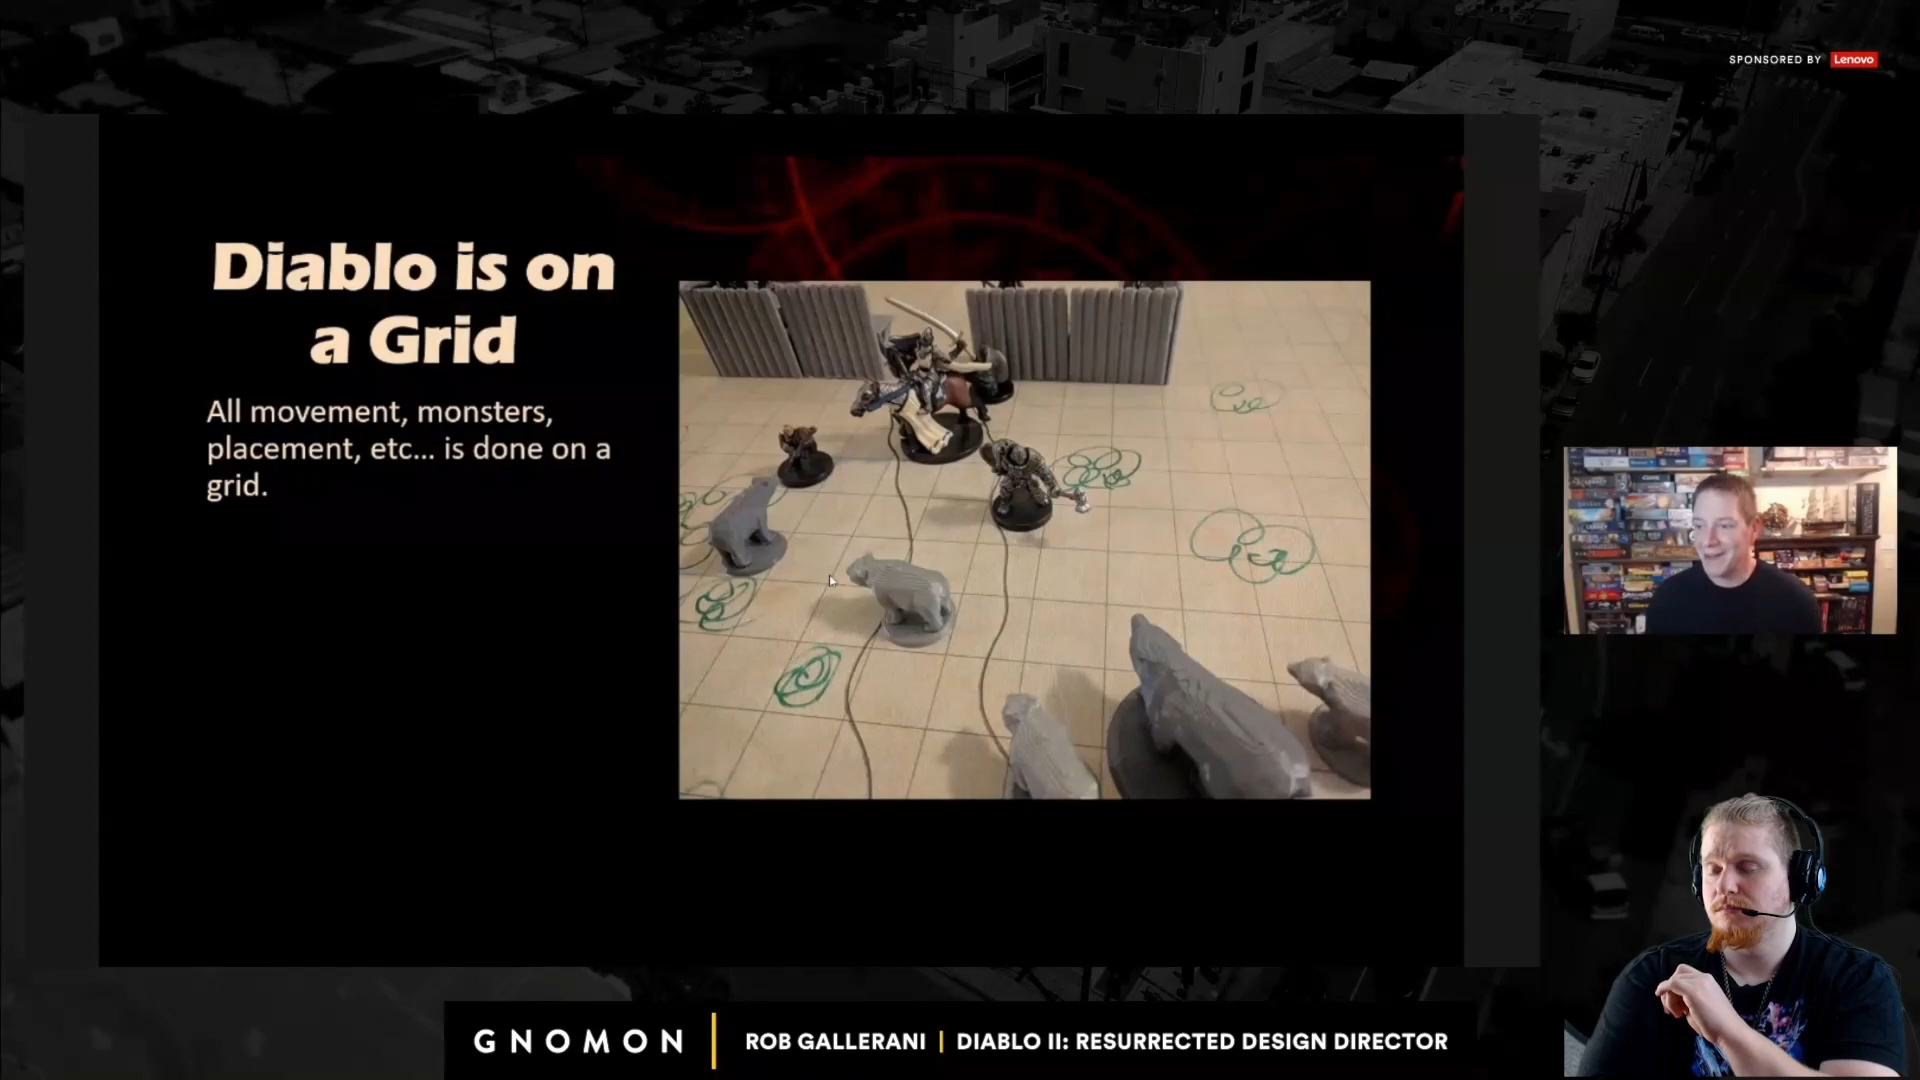 SPONSORED BY Lenovo
Diablo is on
a Grid
All movement, monsters,
placement, etc... is done on a
grid.
GNOMON
ROB GALLERANI | DIABLO II: RESURRECTED DESIGN DIRECTOR